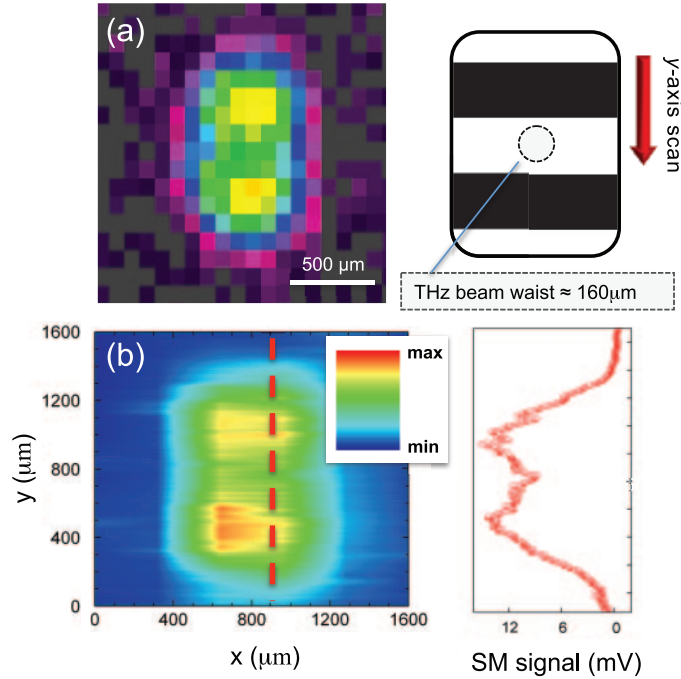 (a)
500 μm
y-axis scan
THz beam waist ≈ 160μm
(b)
max
min
1600
1200
800
400
0
y (μm)
0
400
800
1200
1600
x (μm)
12
6
0
SM signal (mV)